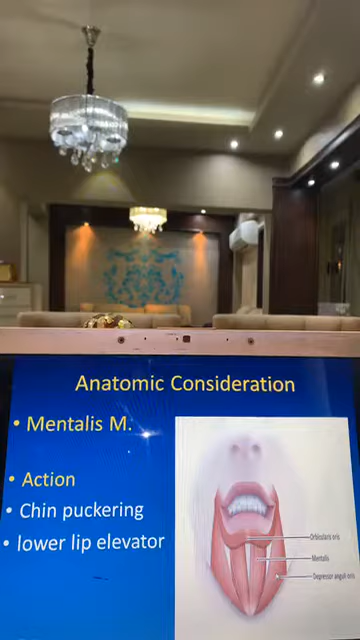 Anatomic Consideration
• Mentalis M.
• Action
• Chin puckering
• lower lip elevator
Orbicularis oris
Mentalis
Depressor anguli oris